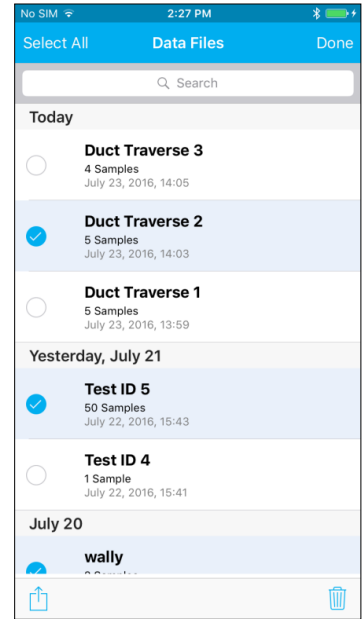 No SIM 2:27 PM
Select All Data Files Done
Search
Today
Duct Traverse 3
4 Samples
July 23, 2016, 14:05
Duct Traverse 2
5 Samples
July 23, 2016, 14:03
Duct Traverse 1
5 Samples
July 23, 2016, 13:59
Yesterday, July 21
Test ID 5
50 Samples
July 22, 2016, 15:43
Test ID 4
1 Sample
July 22, 2016, 15:41
July 20
wally